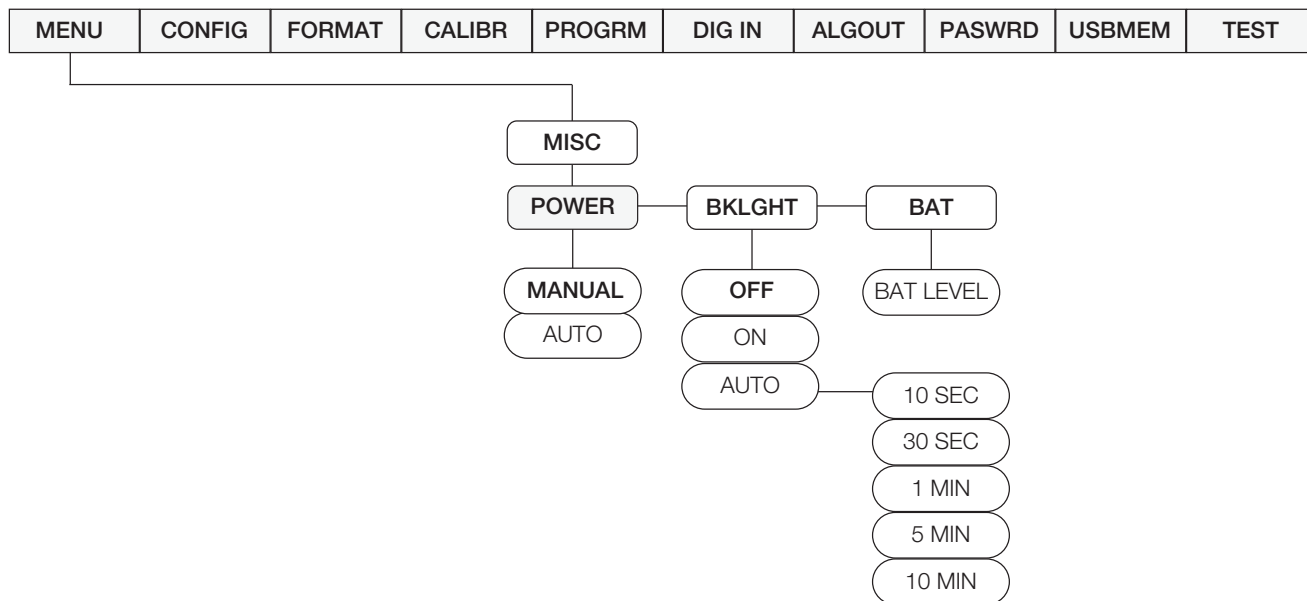 MENU CONFIG FORMAT CALIBR PROGRM DIG IN ALGOUT PASWRD USBMEM TEST
MISC
POWER BKLGHT BAT
MANUAL OFF BAT LEVEL
AUTO ON
AUTO 10 SEC
30 SEC
1 MIN
5 MIN
10 MIN